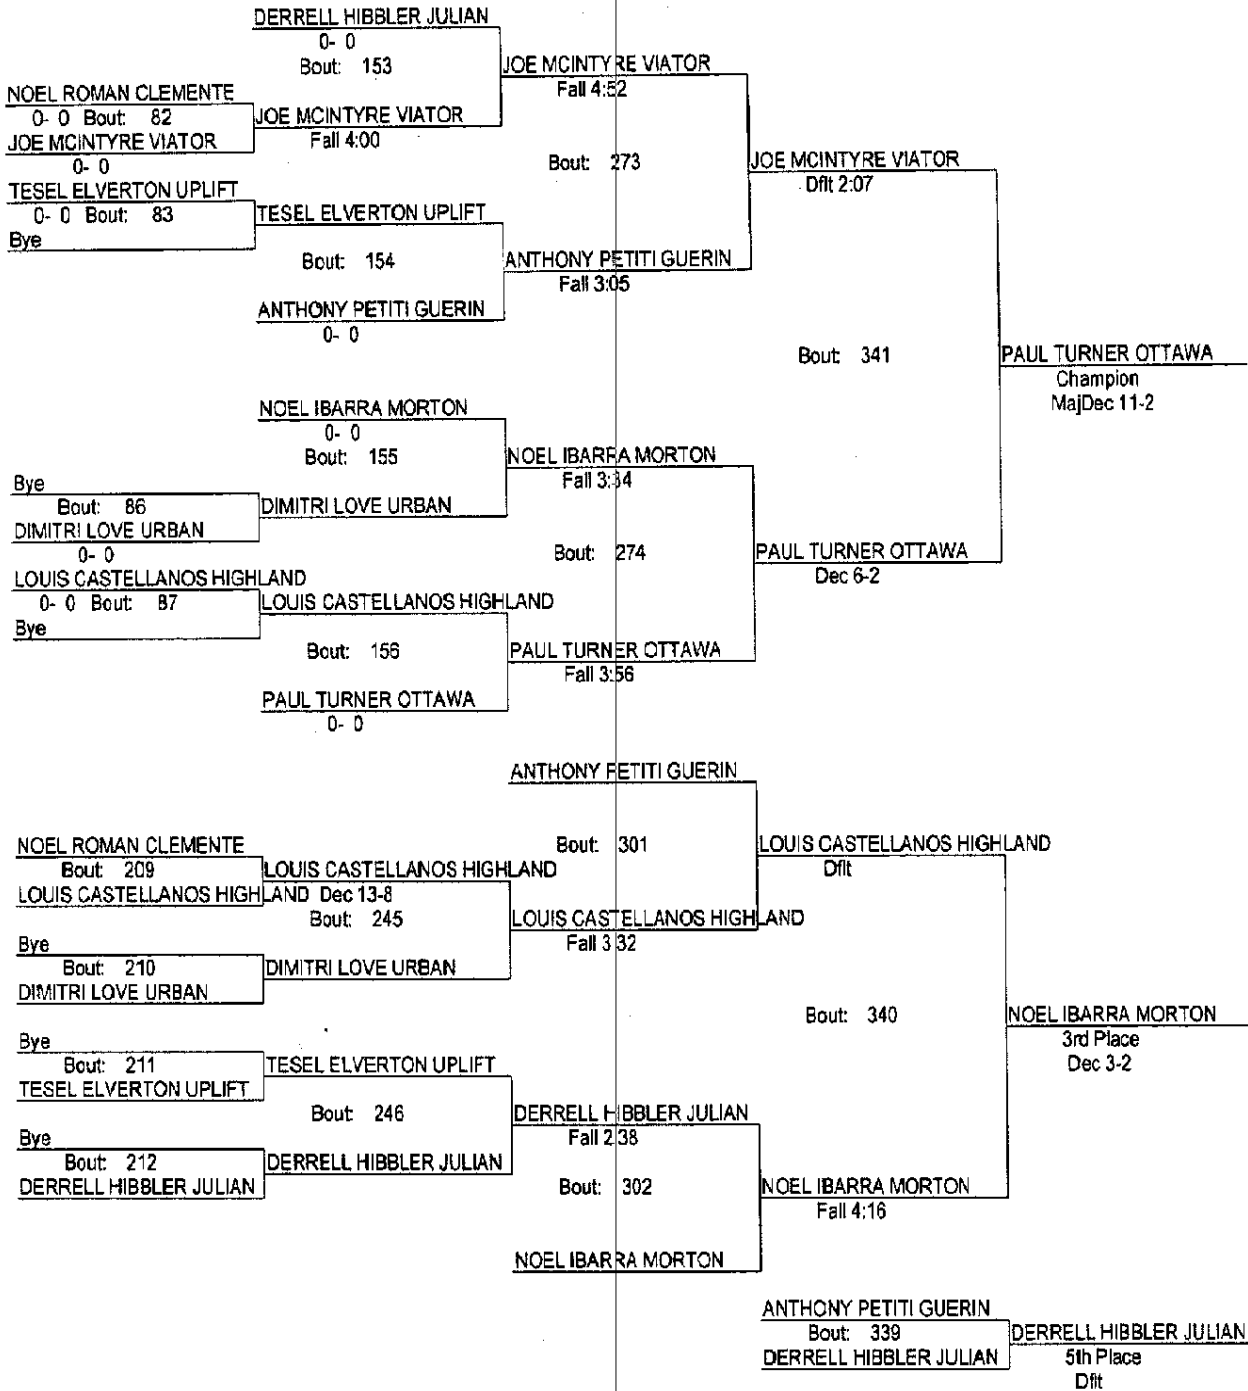 DERRELL HIBBLER JULIAN
0- 0
Bout: 153
JOE MCINTYRE VIATOR
Fall 4:52
NOEL ROMAN CLEMENTE
0- 0 Bout: 82
JOE MCINTYRE VIATOR
Fall 4:00
JOE MCINTYRE VIATOR
0- 0
Bout: 273
JOE MCINTYRE VIATOR
Dflt 2:07
TESEL ELVERTON UPLIFT
0- 0 Bout: 83
TESEL ELVERTON UPLIFT
Bye
Bout: 154
ANTHONY PETITI GUERIN
Fall 3:05
ANTHONY PETITI GUERIN
0- 0
Bout: 341
PAUL TURNER OTTAWA
Champion
MajDec 11-2
NOEL IBARRA MORTON
0- 0
Bout: 155
NOEL IBARRA MORTON
Fall 3:34
Bye
Bout: 86
DIMITRI LOVE URBAN
DIMITRI LOVE URBAN
0- 0
Bout: 274
PAUL TURNER OTTAWA
Dec 6-2
LOUIS CASTELLANOS HIGHLAND
0- 0 Bout: 87
LOUIS CASTELLANOS HIGHLAND
Bye
Bout: 156
PAUL TURNER OTTAWA
Fall 3:56
PAUL TURNER OTTAWA
0- 0
ANTHONY PETITI GUERIN
Bout: 301
LOUIS CASTELLANOS HIGHLAND
Dflt
NOEL ROMAN CLEMENTE
Bout: 209
LOUIS CASTELLANOS HIGHLAND
LOUIS CASTELLANOS HIGHLAND Dec 13-8
Bout: 245
LOUIS CASTELLANOS HIGHLAND
Fall 3:32
Bye
Bout: 210
DIMITRI LOVE URBAN
DIMITRI LOVE URBAN
Bout: 340
NOEL IBARRA MORTON
3rd Place
Dec 3-2
Bye
Bout: 211
TESEL ELVERTON UPLIFT
TESEL ELVERTON UPLIFT
Bout: 246
DERRELL HIBBLER JULIAN
Fall 2:38
Bye
Bout: 212
DERRELL HIBBLER JULIAN
DERRELL HIBBLER JULIAN
Bout: 302
NOEL IBARRA MORTON
Fall 4:16
NOEL IBARRA MORTON
ANTHONY PETITI GUERIN
Bout: 339
DERRELL HIBBLER JULIAN
DERRELL HIBBLER JULIAN
5th Place
Dflt